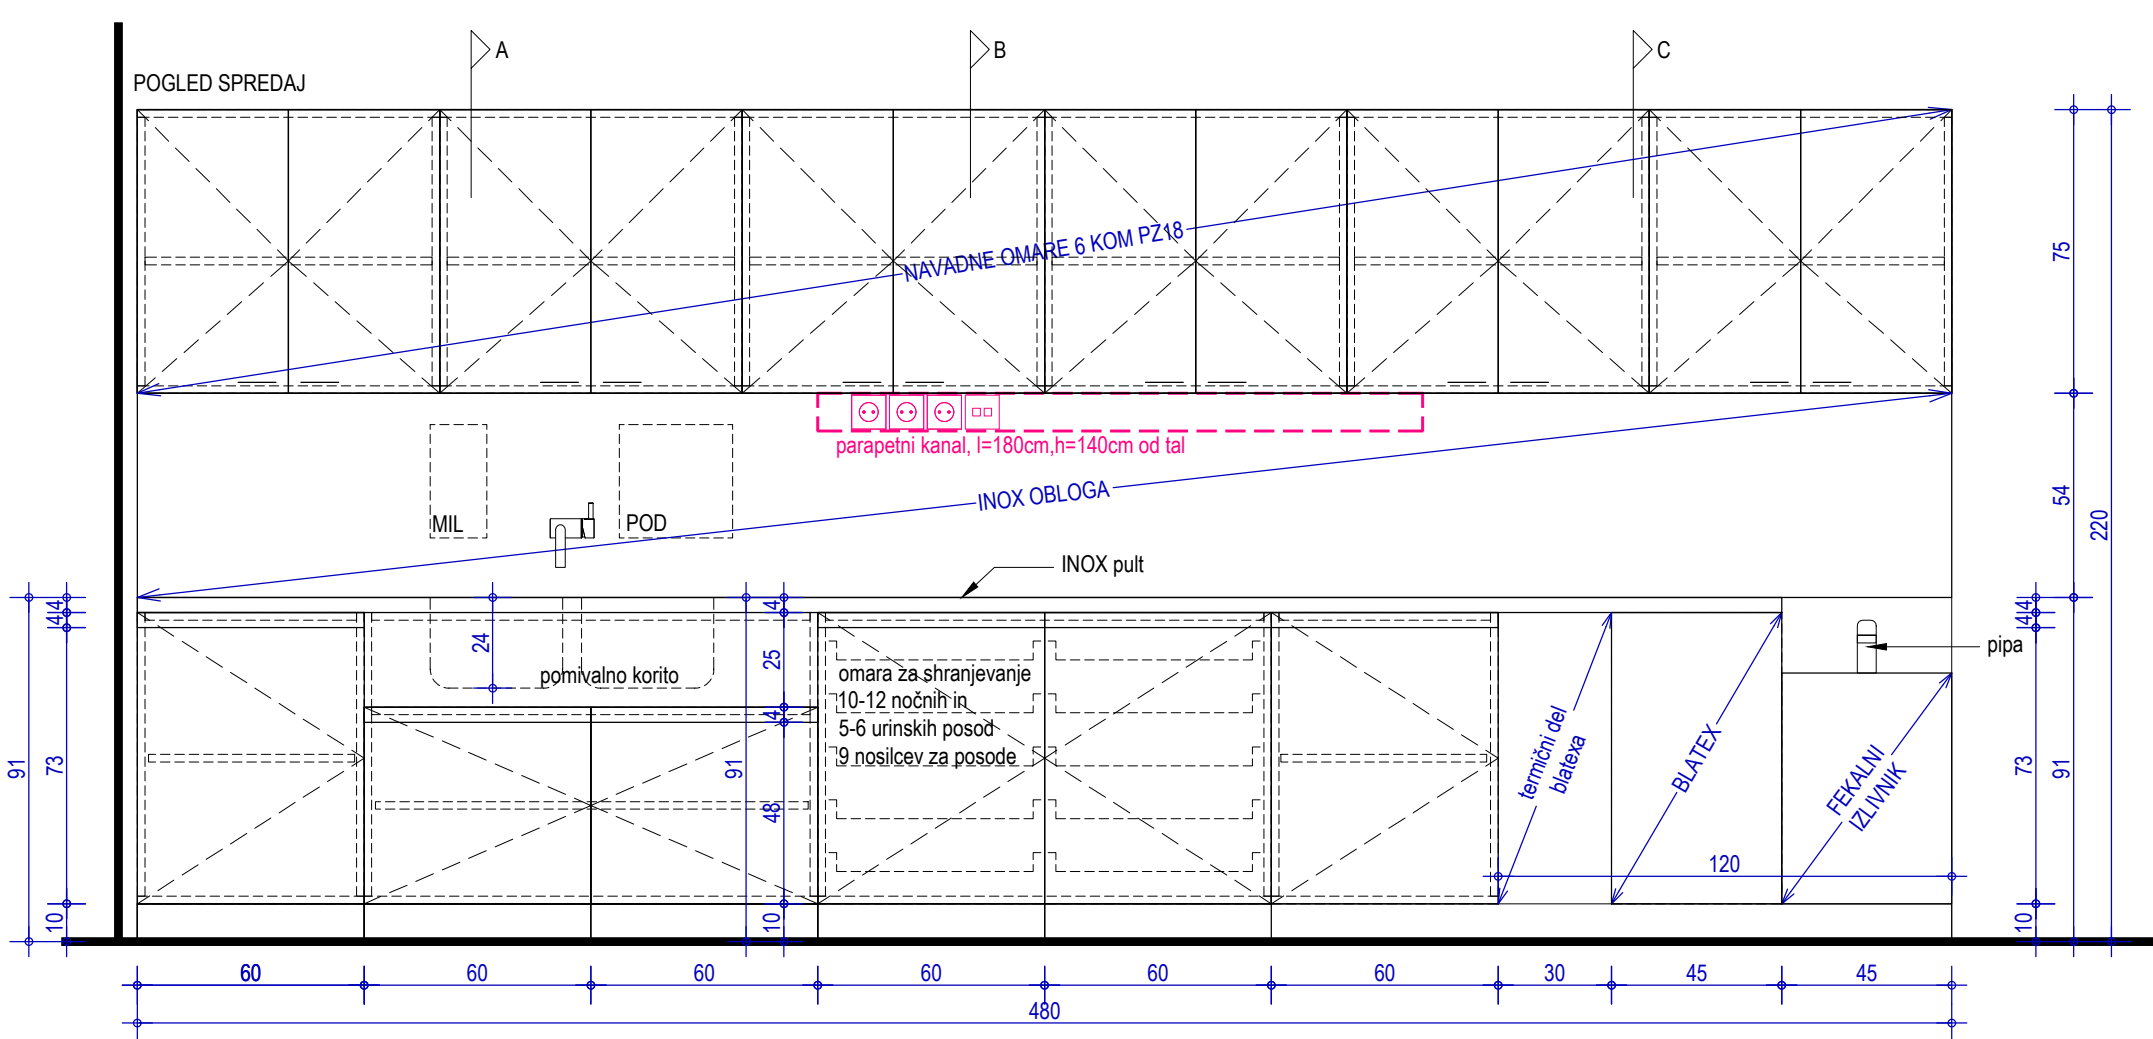 A
B
C
POGLED SPREDAJ
NAVADNE OMARE 6 KOM PZ18
75
parapetni kanal, l=180cm,h=140cm od tal
INOX OBLOGA
MIL
POD
54
220
INOX pult
4
4
24
pomivalno korito
4
25
4
48
10
91
91
73
10
omara za shranjevanje
10-12 nočnih in
5-6 urinskih posod
9 nosilcev za posode
termični del
blatexa
BLATEX
FEKALNI
IZLIVNIK
pipa
120
4
4
73
91
10
60
60
60
60
60
60
30
45
45
480